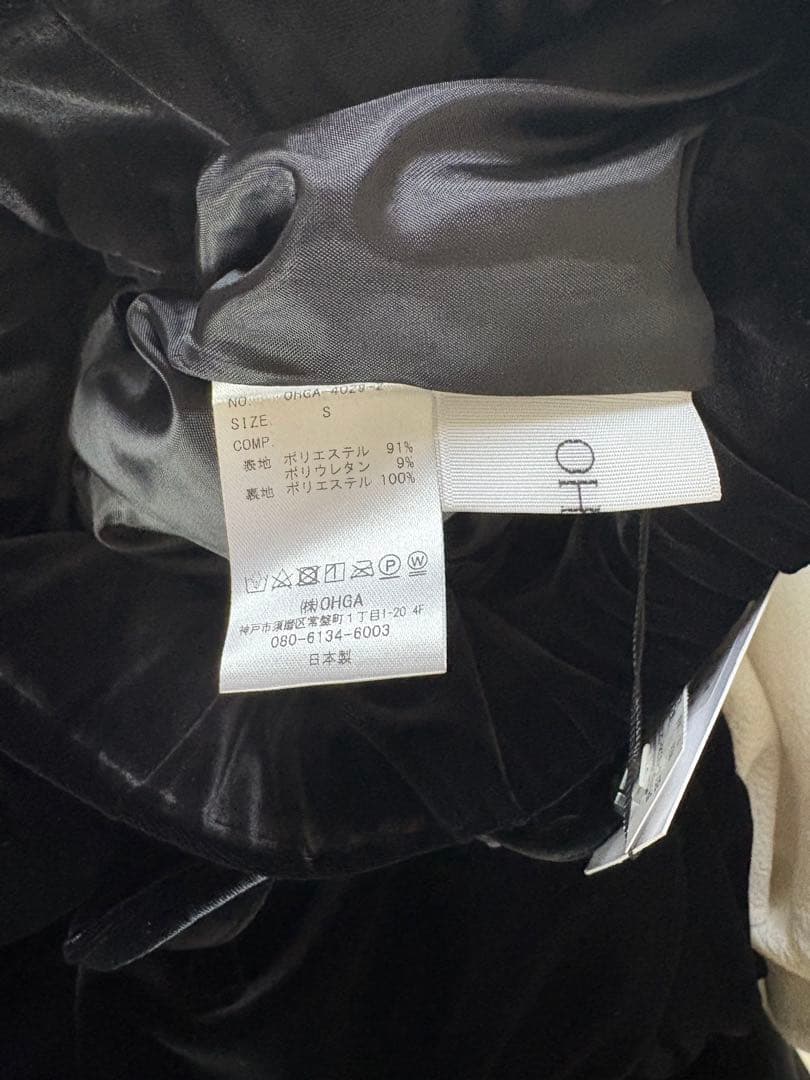 NO. OHGA-4029-2
SIZE. S
COMP.
表地 ポリエステル 91%
ポリウレタン 9%
裏地 ポリエステル 100%
P W
(株)OHGA
神戸市須磨区常盤町1丁目1-20 4F
080-6134-6003
日本製
OH